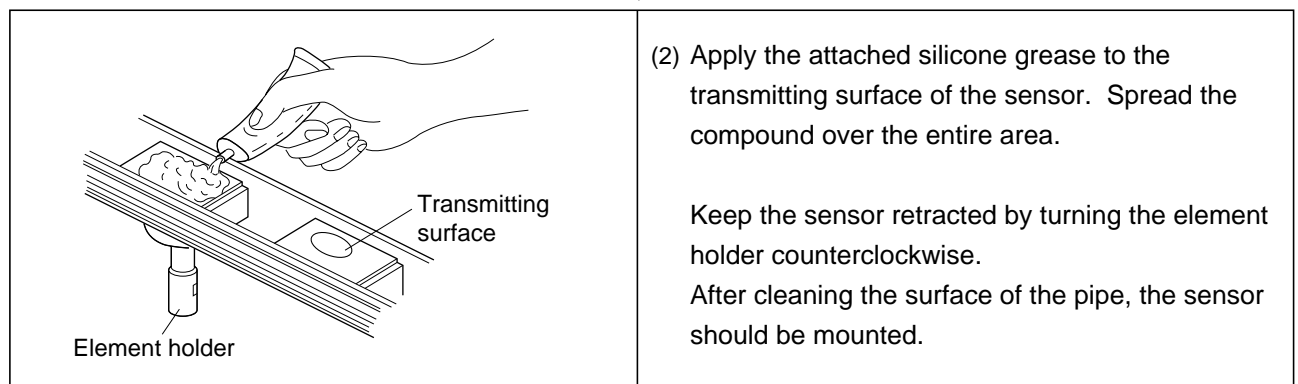 Transmitting
surface
Element holder
(2) Apply the attached silicone grease to the
transmitting surface of the sensor.  Spread the
compound over the entire area.
Keep the sensor retracted by turning the element
holder counterclockwise.
After cleaning the surface of the pipe, the sensor
should be mounted.